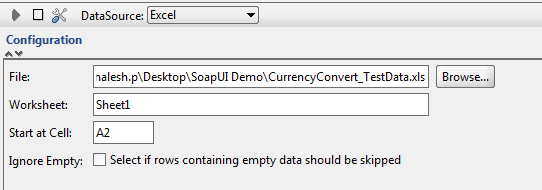 DataSource: Excel
Configuration
File: nalesh.p\Desktop\SoapUI Demo\CurrencyConvert_TestData.xls Browse...
Worksheet: Sheet1
Start at Cell: A2
Ignore Empty: Select if rows containing empty data should be skipped